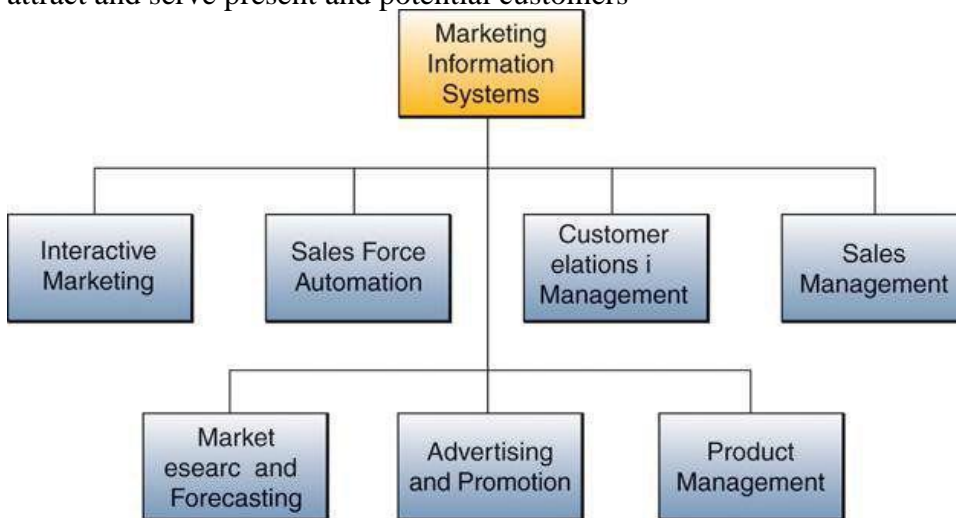 attract and serve present and potential customers
Marketing
Information
Systems
Interactive
Marketing
Sales Force
Automation
Customer
elations i
Management
Sales
Management
Market
esearc and
Forecasting
Advertising
and Promotion
Product
Management